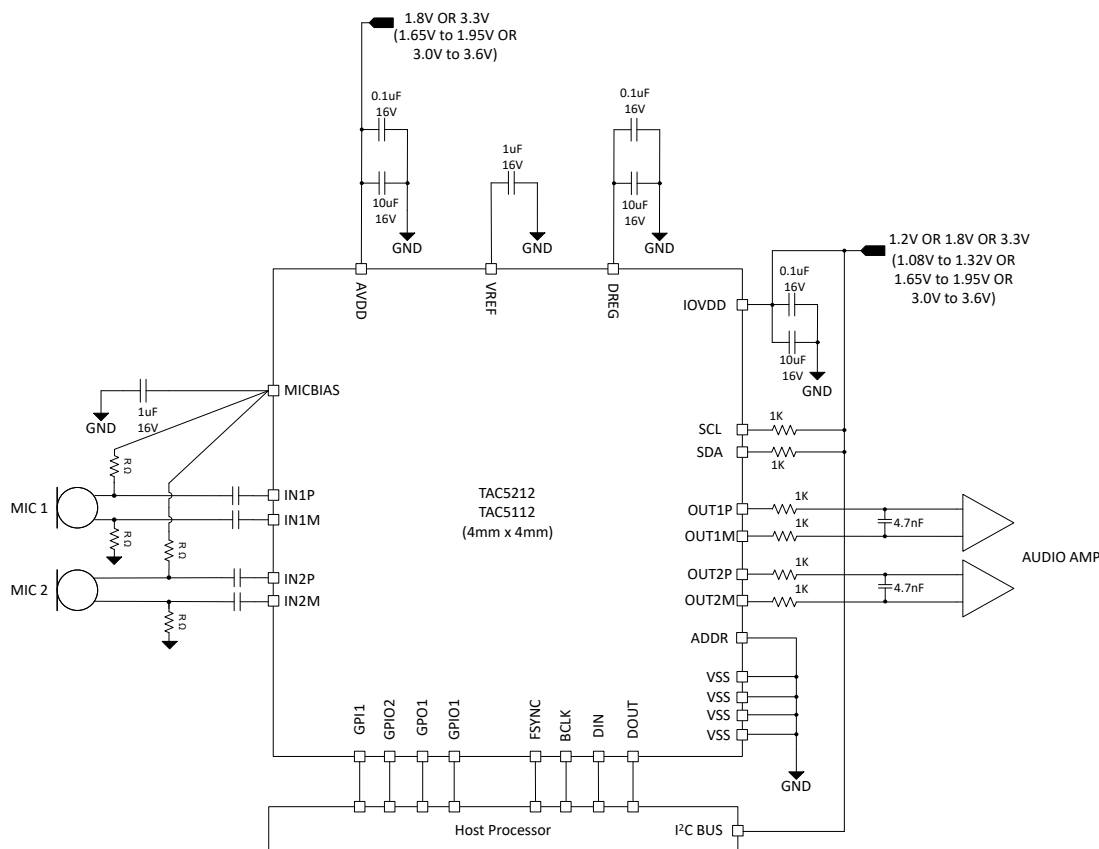 1.8V OR 3.3V
(1.65V to 1.95V OR
3.0V to 3.6V)
0.1uF
16V
10uF
16V
GND
1uF
16V
GND
0.1uF
16V
10uF
16V
GND
1.2V OR 1.8V OR 3.3V
(1.08V to 1.32V OR
1.65V to 1.95V OR
3.0V to 3.6V)
0.1uF
16V
10uF
16V
GND
AVDD
VREF
DREG
IOVDD
MICBIAS
1uF
16V
GND
RΩ
RΩ
RΩ
RΩ
MIC 1
MIC 2
IN1P
IN1M
IN2P
IN2M
TAC5212
TAC5112
(4mm x 4mm)
SCL
1K
SDA
1K
OUT1P
1K
OUT1M
1K
4.7nF
OUT2P
1K
OUT2M
1K
4.7nF
AUDIO AMP
ADDR
VSS
VSS
VSS
VSS
GND
GPI1
GPIO2
GPO1
GPIO1
FSYNC
BCLK
DIN
DOUT
Host Processor
I²C BUS